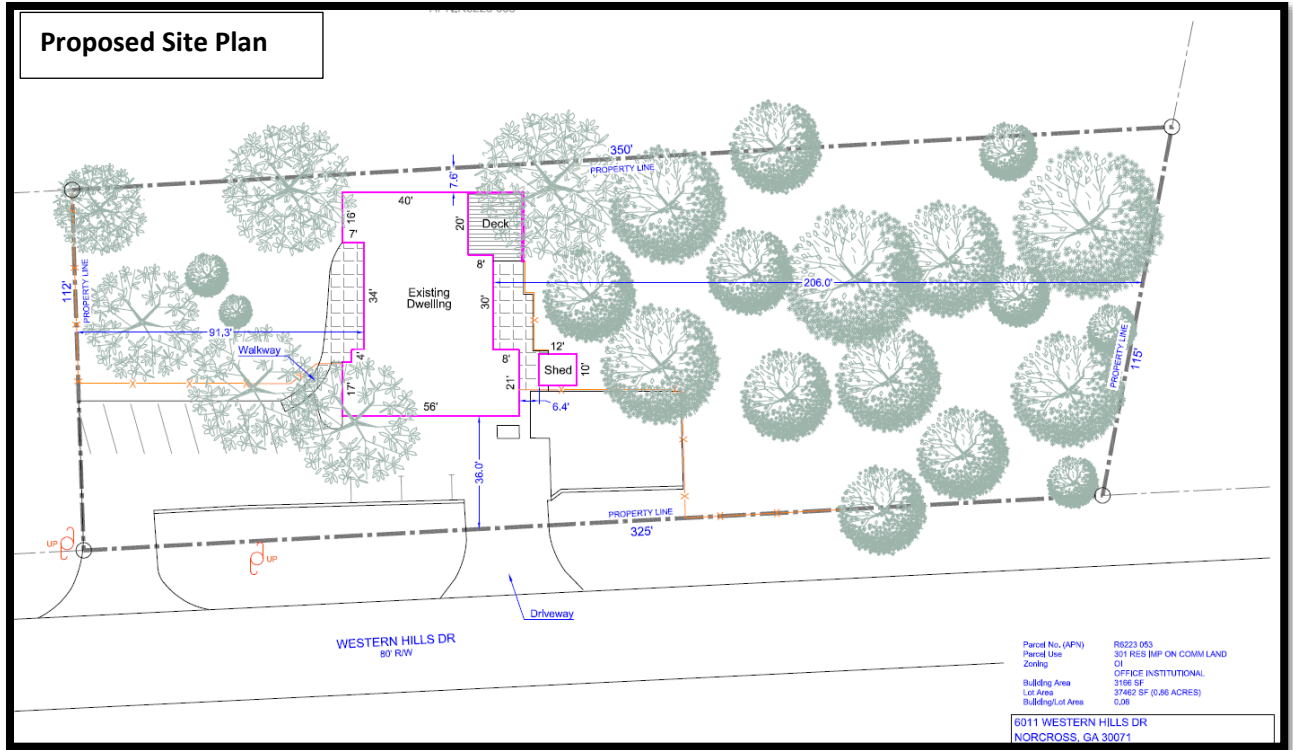 Proposed Site Plan
350'
PROPERTY LINE
7.6'
40'
16'
7'
20'
Deck
8'
112'
PROPERTY LINE
34'
Existing
Dwelling
30'
206.0'
91.3'
Walkway
4'
17'
8'
21'
12'
Shed
10'
6.4'
56'
36.0'
PROPERTY LINE
115'
PROPERTY LINE
325'
UP
UP
Driveway
WESTERN HILLS DR
80' R/W
Parcel No. (APN) R6223 053
Parcel Use 301 RES IMP ON COMM LAND
Zoning OI
OFFICE INSTITUTIONAL
Building Area 3166 SF
Lot Area 37462 SF (0.86 ACRES)
Building/Lot Area 0.08
6011 WESTERN HILLS DR
NORCROSS, GA 30071